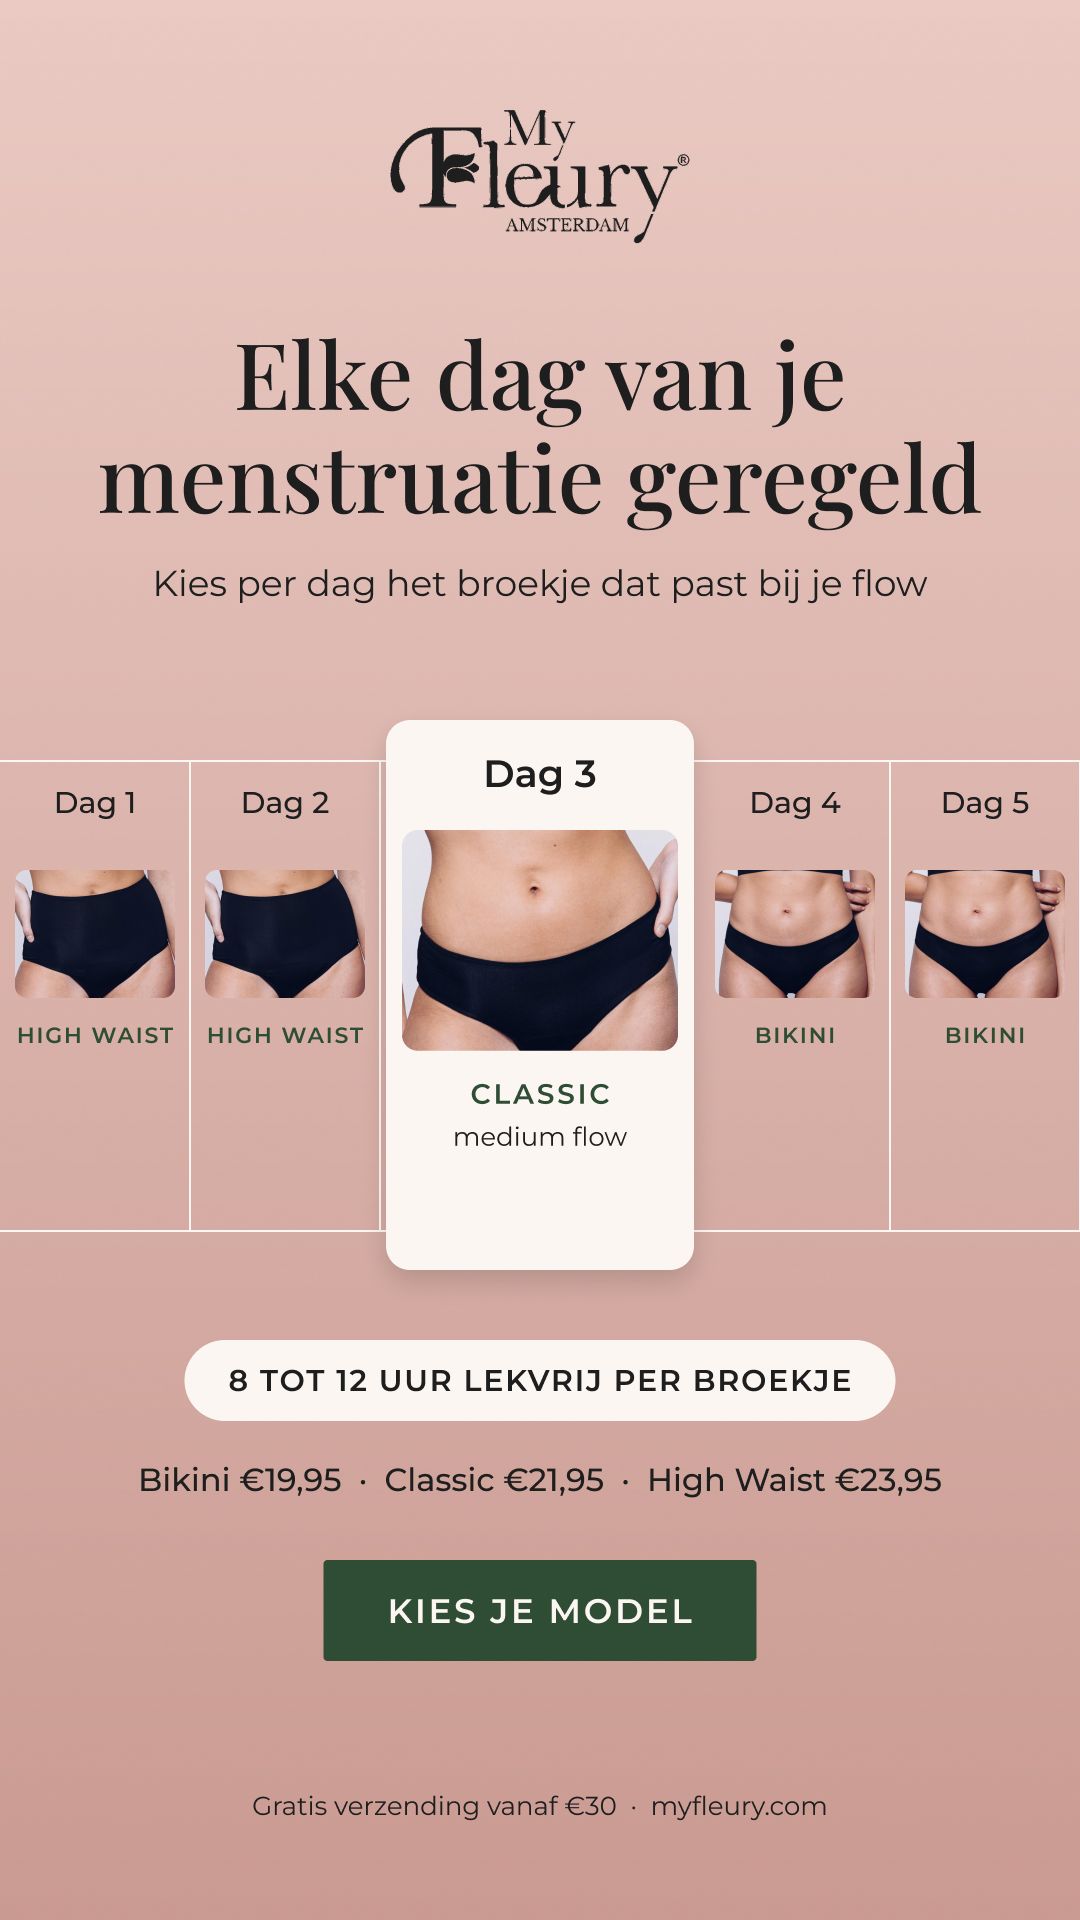 My
Fleury®
AMSTERDAM
Elke dag van je
menstruatie geregeld
Kies per dag het broekje dat past bij je flow
Dag 1
HIGH WAIST
Dag 2
HIGH WAIST
Dag 3
CLASSIC
medium flow
Dag 4
BIKINI
Dag 5
BIKINI
8 TOT 12 UUR LEKVRIJ PER BROEKJE
Bikini €19,95 · Classic €21,95 · High Waist €23,95
KIES JE MODEL
Gratis verzending vanaf €30 · myfleury.com